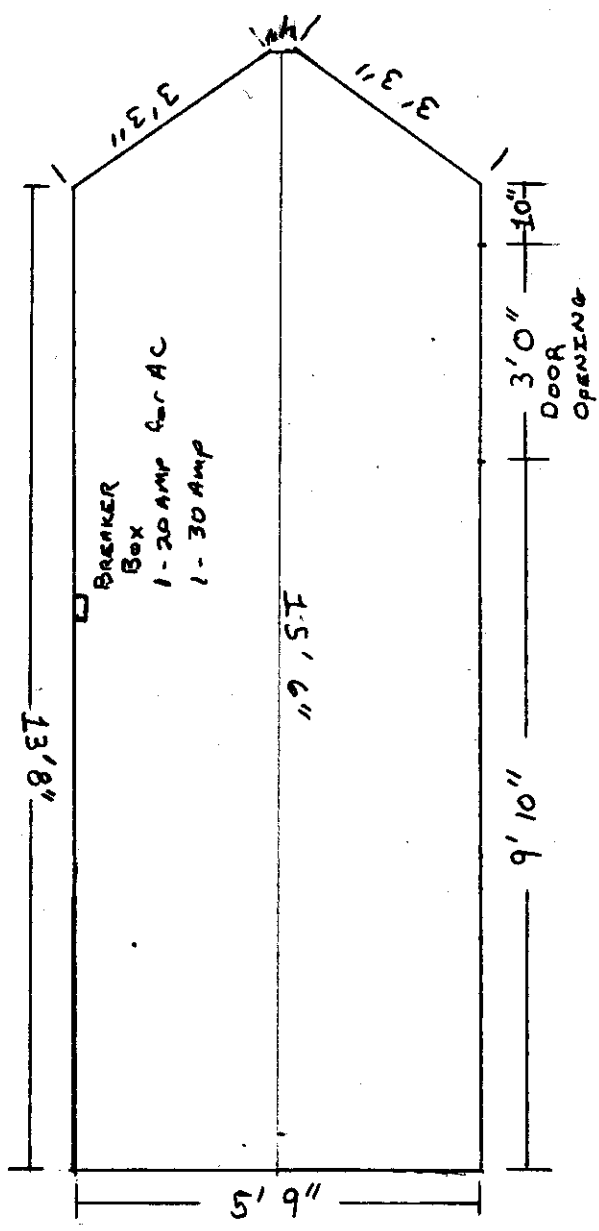 4"
3'3"
3'3"
10"
3'0"
DOOR
OPENING
BREAKER
BOX
1-20 AMP for AC
1-30 Amp
15'6"
13'8"
9'10"
5'9"